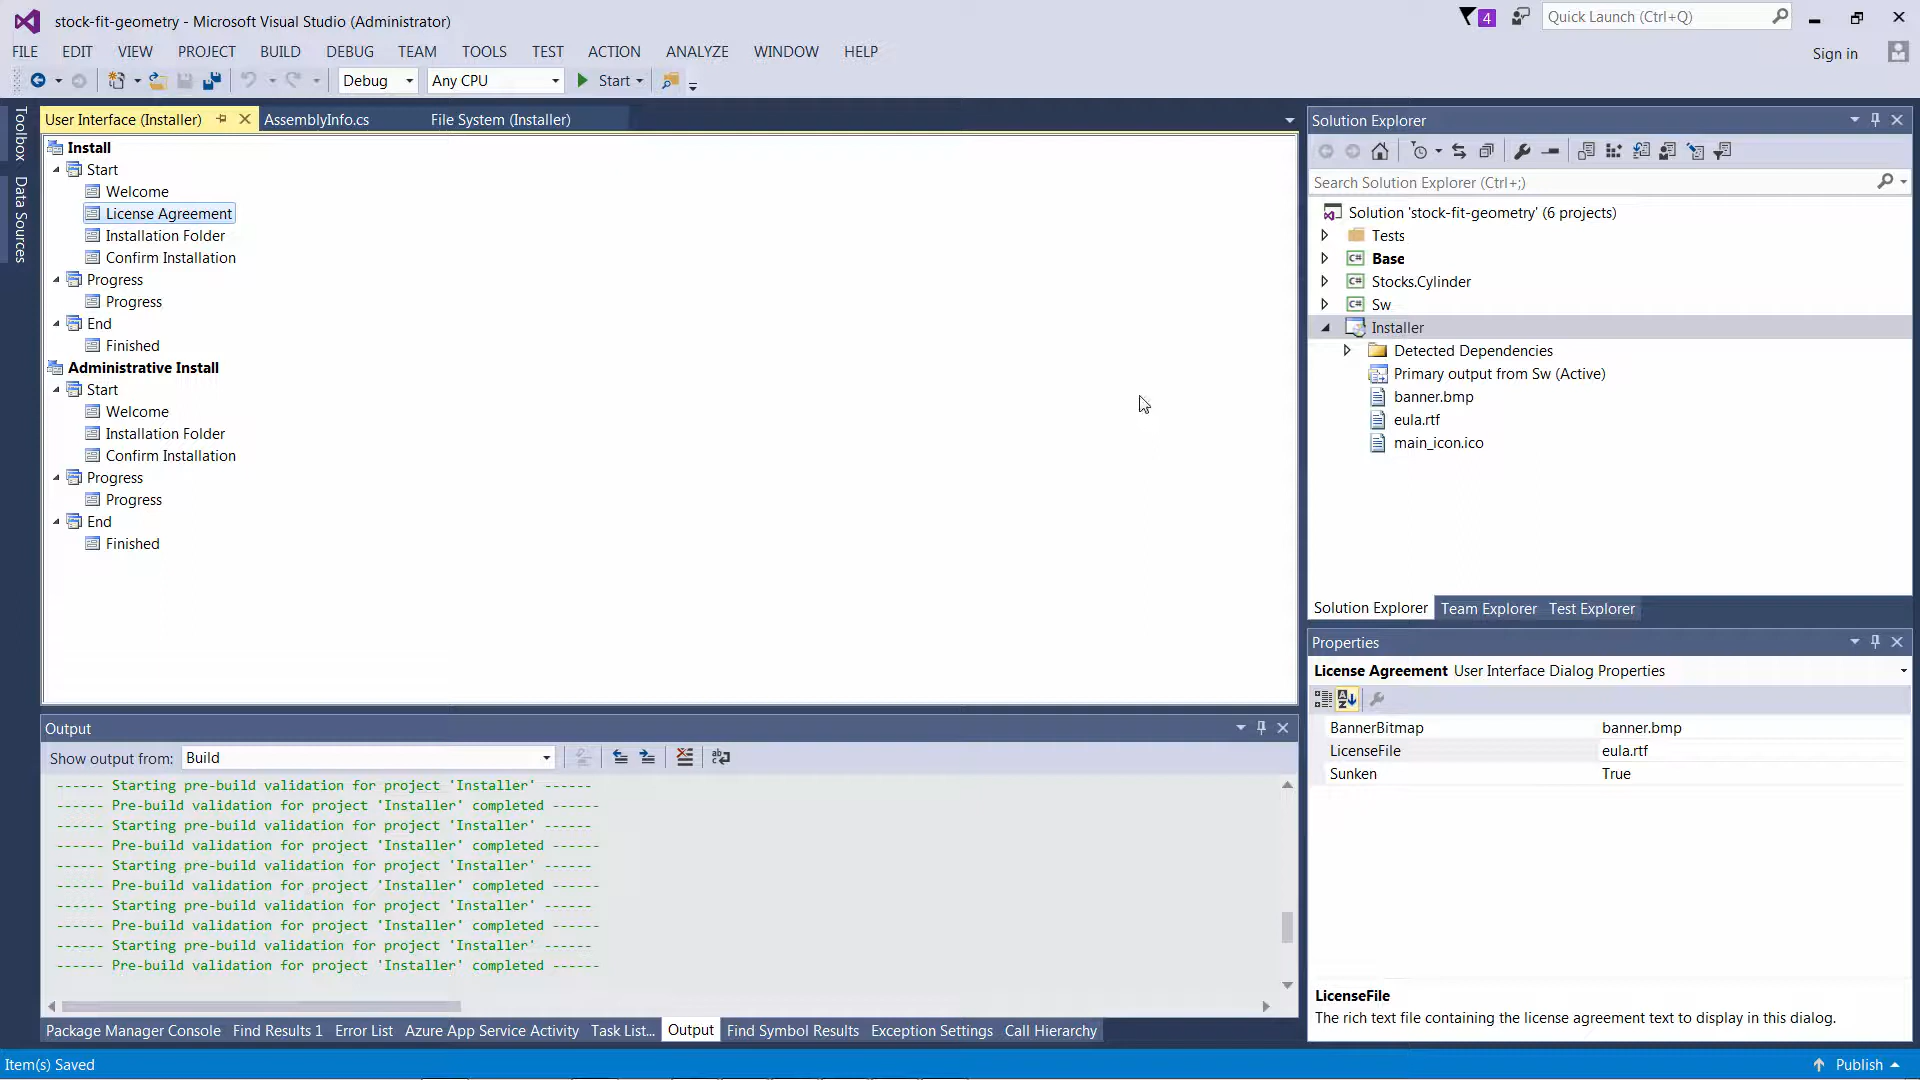 stock-fit-geometry - Microsoft Visual Studio (Administrator)
4
Quick Launch (Ctrl+Q)
FILE EDIT VIEW PROJECT BUILD DEBUG TEAM TOOLS TEST ACTION ANALYZE WINDOW HELP
Sign in
Debug Any CPU Start
Toolbox
Data Sources
User Interface (Installer) AssemblyInfo.cs File System (Installer)
Install
Start
Welcome
License Agreement
Installation Folder
Confirm Installation
Progress
Progress
End
Finished
Administrative Install
Start
Welcome
Installation Folder
Confirm Installation
Progress
Progress
End
Finished
Solution Explorer
Search Solution Explorer (Ctrl+;)
Solution 'stock-fit-geometry' (6 projects)
Tests
C# Base
C# Stocks.Cylinder
C# Sw
Installer
Detected Dependencies
Primary output from Sw (Active)
banner.bmp
eula.rtf
main_icon.ico
Solution Explorer Team Explorer Test Explorer
Properties
License Agreement User Interface Dialog Properties
BannerBitmap banner.bmp
LicenseFile eula.rtf
Sunken True
LicenseFile
The rich text file containing the license agreement text to display in this dialog.
Output
Show output from: Build
------ Starting pre-build validation for project 'Installer' ------
------ Pre-build validation for project 'Installer' completed ------
------ Starting pre-build validation for project 'Installer' ------
------ Pre-build validation for project 'Installer' completed ------
------ Starting pre-build validation for project 'Installer' ------
------ Pre-build validation for project 'Installer' completed ------
------ Starting pre-build validation for project 'Installer' ------
------ Pre-build validation for project 'Installer' completed ------
------ Starting pre-build validation for project 'Installer' ------
------ Pre-build validation for project 'Installer' completed ------
Package Manager Console Find Results 1 Error List Azure App Service Activity Task List... Output Find Symbol Results Exception Settings Call Hierarchy
Item(s) Saved
Publish